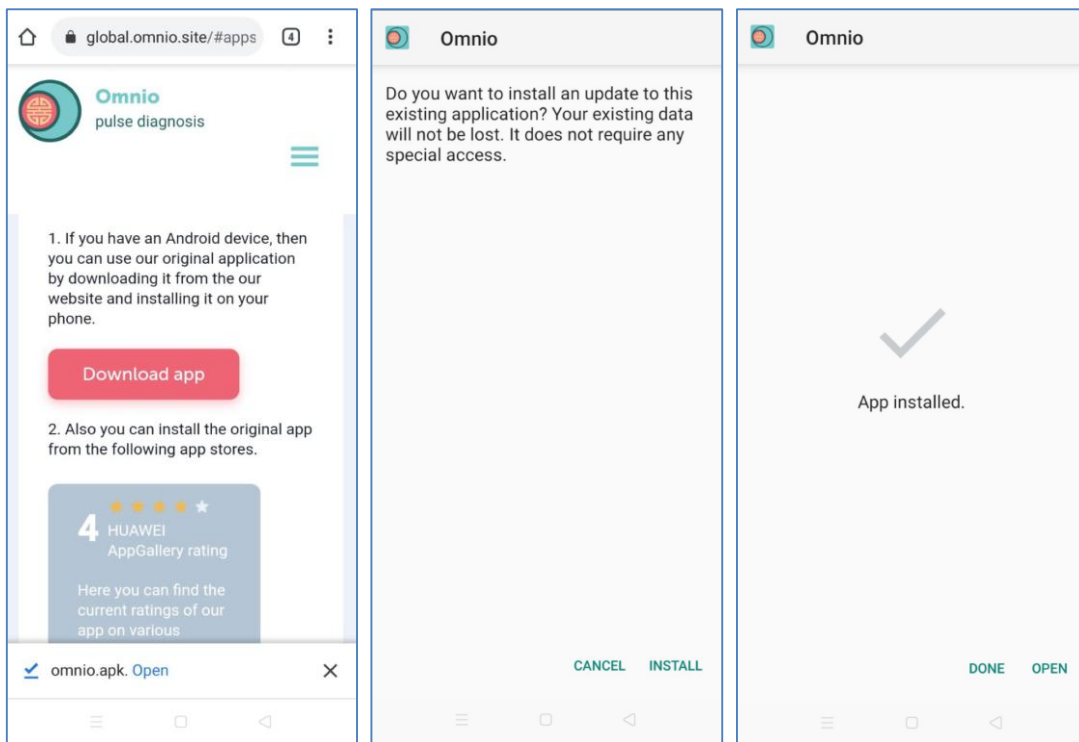 global.omnio.site/#apps
4
Omnio
pulse diagnosis
1. If you have an Android device, then
you can use our original application
by downloading it from the our
website and installing it on your
phone.
Download app
2. Also you can install the original app
from the following app stores.
4
HUAWEI
AppGallery rating
Here you can find the
current ratings of our
app on various
omnio.apk. Open
Omnio
Do you want to install an update to this
existing application? Your existing data
will not be lost. It does not require any
special access.
CANCEL INSTALL
Omnio
App installed.
DONE OPEN